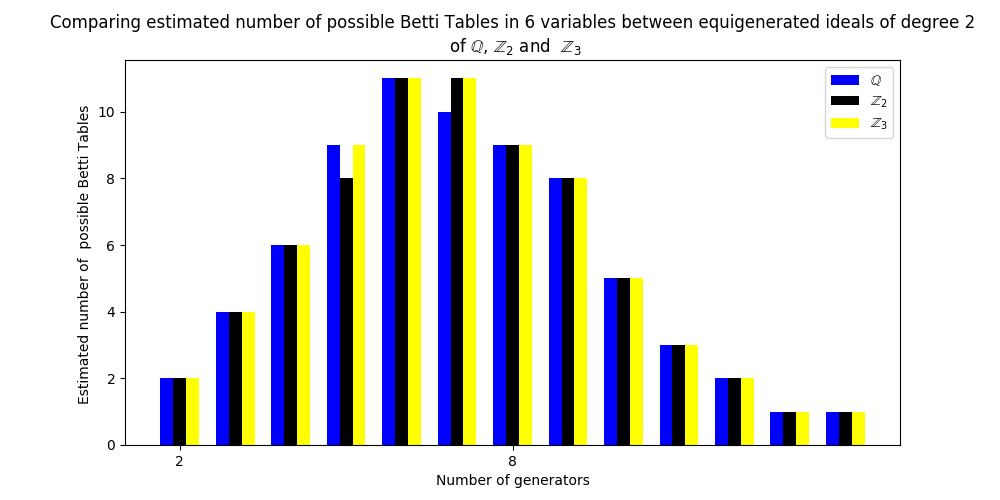 Comparing estimated number of possible Betti Tables in 6 variables between equigenerated ideals of degree 2
of ℚ, ℤ₂ and ℤ₃
ℚ
ℤ₂
ℤ₃
Estimated number of possible Betti Tables
10
8
6
4
2
0
2 8
Number of generators